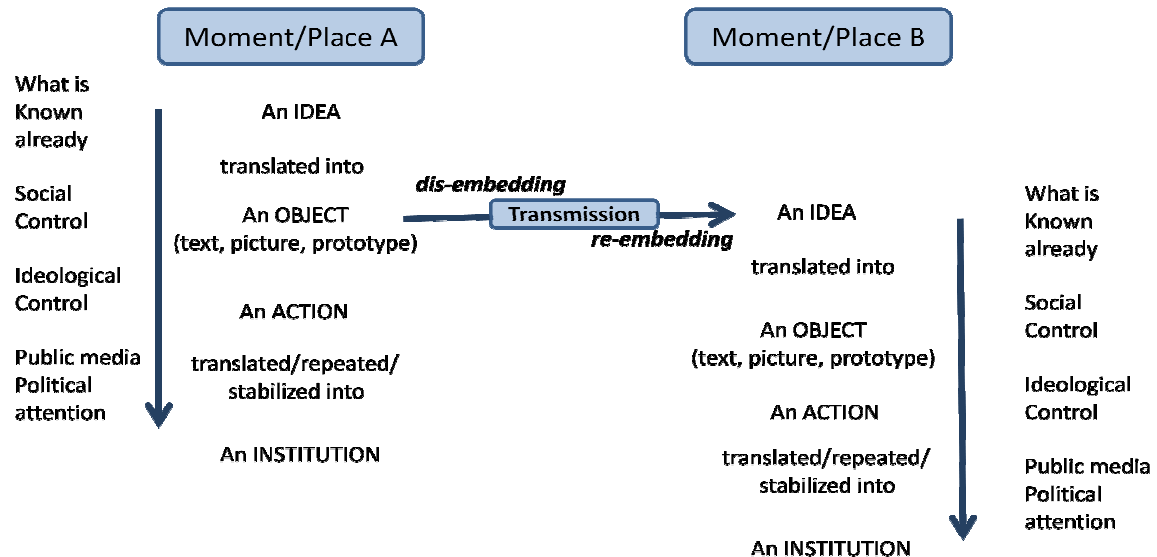 Moment/Place A
Moment/Place B
What is
Known
already
Social
Control
Ideological
Control
Public media
Political
attention
An IDEA
translated into
An OBJECT
(text, picture, prototype)
An ACTION
translated/repeated/
stabilized into
An INSTITUTION
dis-embedding
Transmission
re-embedding
An IDEA
translated into
An OBJECT
(text, picture, prototype)
An ACTION
translated/repeated/
stabilized into
An INSTITUTION
What is
Known
already
Social
Control
Ideological
Control
Public media
Political
attention